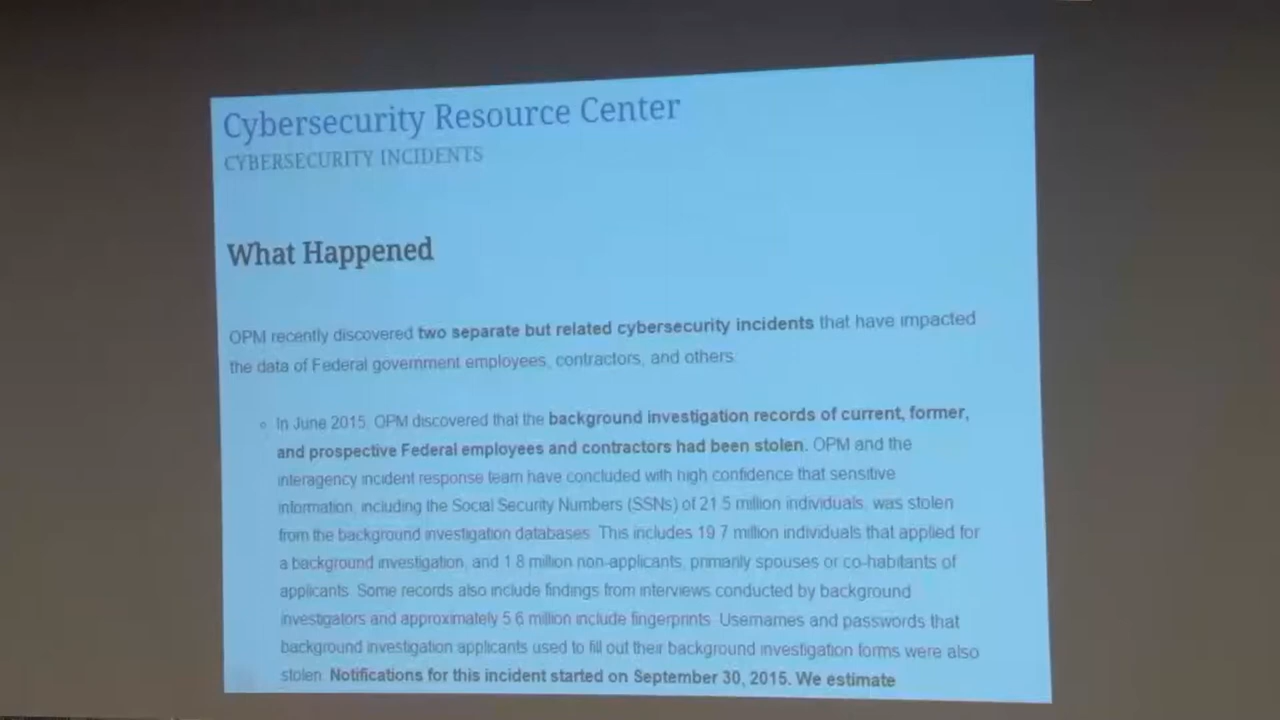 Cybersecurity Resource Center
CYBERSECURITY INCIDENTS
What Happened
OPM recently discovered two separate but related cybersecurity incidents that have impacted
the data of Federal government employees, contractors, and others.
In June 2015, OPM discovered that the background investigation records of current, former,
and prospective Federal employees and contractors had been stolen. OPM and the
interagency incident response team have concluded with high confidence that sensitive
information, including the Social Security Numbers (SSNs) of 21.5 million individuals, was stolen
from the background investigation databases. This includes 19.7 million individuals that applied for
a background investigation, and 1.8 million non-applicants, primarily spouses or co-habitants of
applicants. Some records also include findings from interviews conducted by background
investigators and approximately 5.6 million include fingerprints. Usernames and passwords that
background investigation applicants used to fill out their background investigation forms were also
stolen. Notifications for this incident started on September 30, 2015. We estimate